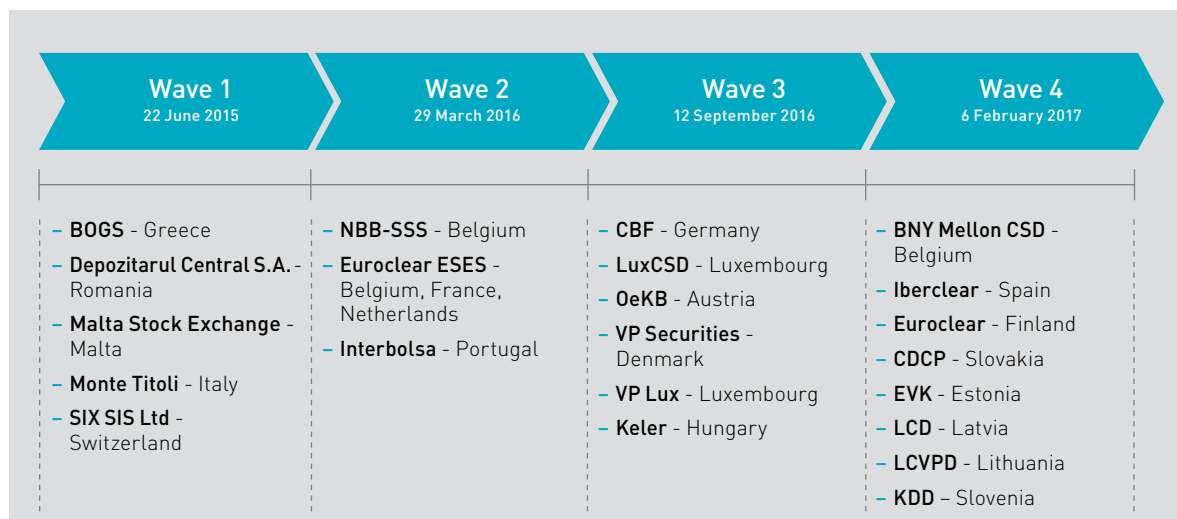 Wave 1
22 June 2015
Wave 2
29 March 2016
Wave 3
12 September 2016
Wave 4
6 February 2017
– BOGS - Greece
– Depozitarul Central S.A. -
Romania
– Malta Stock Exchange -
Malta
– Monte Titoli - Italy
– SIX SIS Ltd -
Switzerland
– NBB-SSS - Belgium
– Euroclear ESES -
Belgium, France,
Netherlands
– Interbolsa - Portugal
– CBF - Germany
– LuxCSD - Luxembourg
– OeKB - Austria
– VP Securities -
Denmark
– VP Lux - Luxembourg
– Keler - Hungary
– BNY Mellon CSD -
Belgium
– Iberclear - Spain
– Euroclear - Finland
– CDCP - Slovakia
– EVK - Estonia
– LCD - Latvia
– LCVPD - Lithuania
– KDD – Slovenia